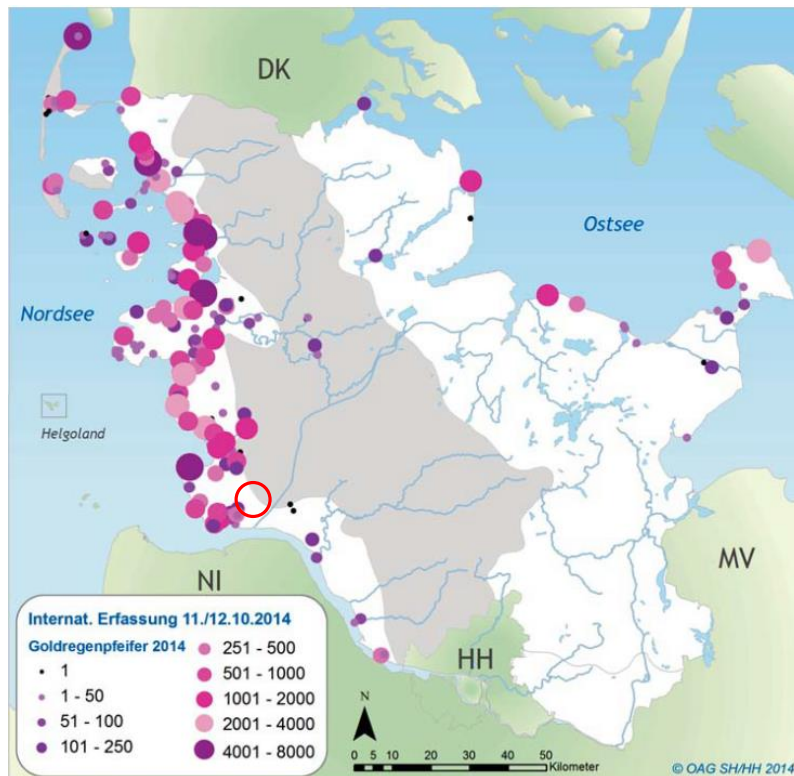 DK
Ostsee
Nordsee
Helgoland
MV
NI
HH
Internat. Erfassung 11./12.10.2014
Goldregenpfeifer 2014
1
1 - 50
51 - 100
101 - 250
251 - 500
501 - 1000
1001 - 2000
2001 - 4000
4001 - 8000
N
0 5 10 20 30 40 50
Kilometer
© OAG SH/HH 2014